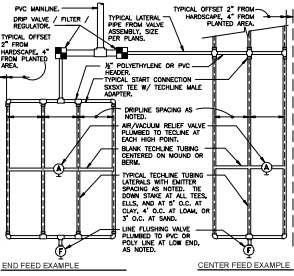 PVC MAINLINE.
DRIP VALVE / FILTER /
REGULATOR.
TYPICAL OFFSET
2" FROM
HARDSCAPE, 4"
FROM PLANTED
AREA.
TYPICAL LATERAL
PIPE FROM VALVE
ASSEMBLY, SIZE
PER PLANS.
TYPICAL OFFSET 2" FROM
HARDSCAPE, 4" FROM
PLANTED AREA.
½" POLYETHYLENE OR PVC
HEADER.
TYPICAL START CONNECTION
SXSXT TEE W/ TECHLINE MALE
ADAPTER.
DRIPLINE SPACING AS
NOTED.
AIR/VACUUM RELIEF VALVE
PLUMBED TO TECLINE AT
EACH HIGH POINT.
BLANK TECHLINE TUBING
CENTERED ON MOUND OR
BERM.
A
A
TYPICAL TECHLINE TUBING
LATERALS WITH EMITTER
SPACING AS NOTED. TIE
DOWN STAKE AT ALL TEES,
ELLS, AND AT 5' O.C. AT
CLAY, 4' O.C. AT LOAM, OR
3' O.C. AT SAND.
LINE FLUSHING VALVE
PLUMBED TO PVC OR
POLY LINE AT LOW END,
AS NOTED.
F
F
END FEED EXAMPLE
CENTER FEED EXAMPLE